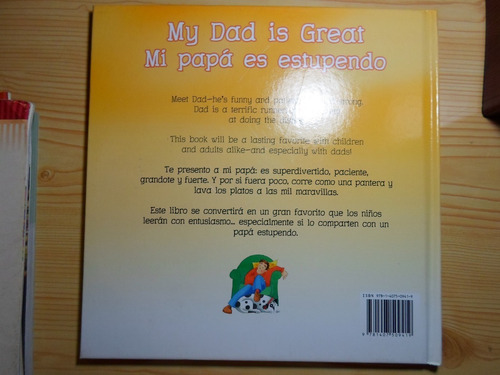 My Dad is Great
Mi papá es estupendo
Meet Dad—he's funny and
Dad is a terrific runner
at doing the
This book will be a lasting favorite with children
and adults alike—and especially with dads!
Te presento a mi papá: es superdivertido, paciente,
grandote y fuerte. Y por si fuera poco, corre como una pantera y
lava los platos a las mil maravillas.
Este libro se convertirá en un gran favorito que los niños
leerán con entusiasmo... especialmente si lo comparten con un
papá estupendo.
ISBN